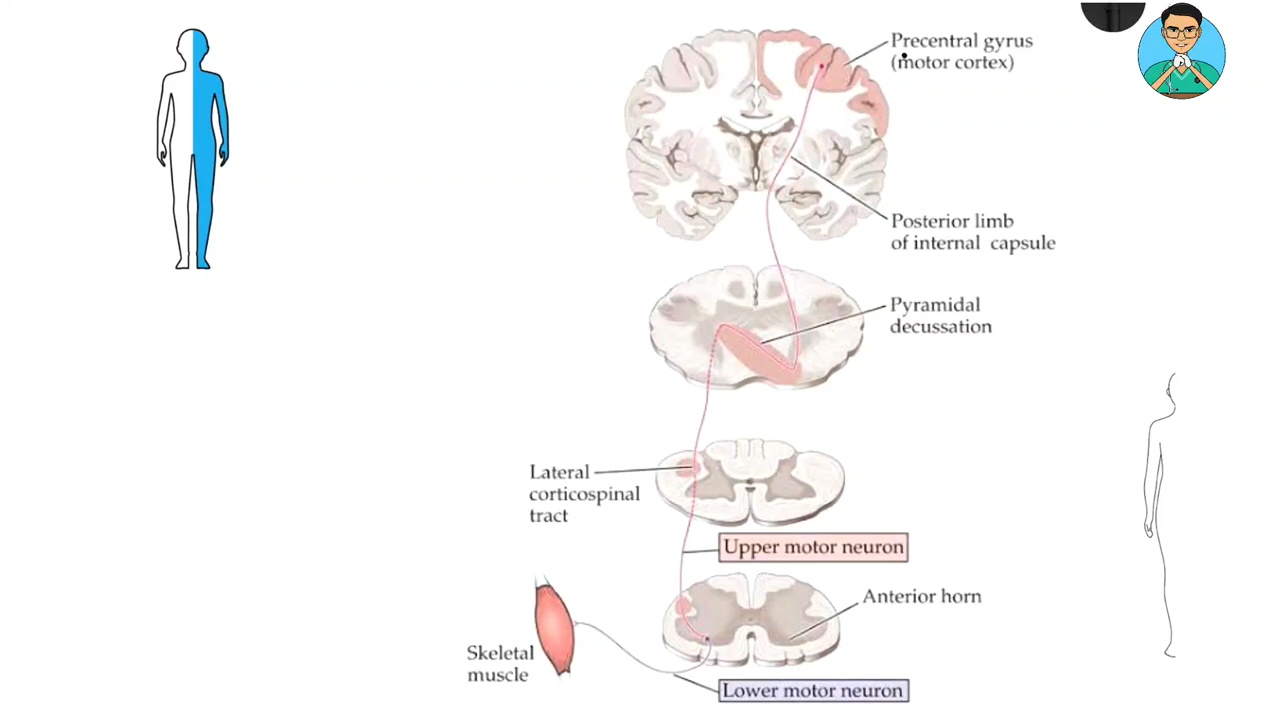 Precentral gyrus
(motor cortex)
Posterior limb
of internal capsule
Pyramidal
decussation
Lateral
corticospinal
tract
Upper motor neuron
Anterior horn
Skeletal
muscle
Lower motor neuron